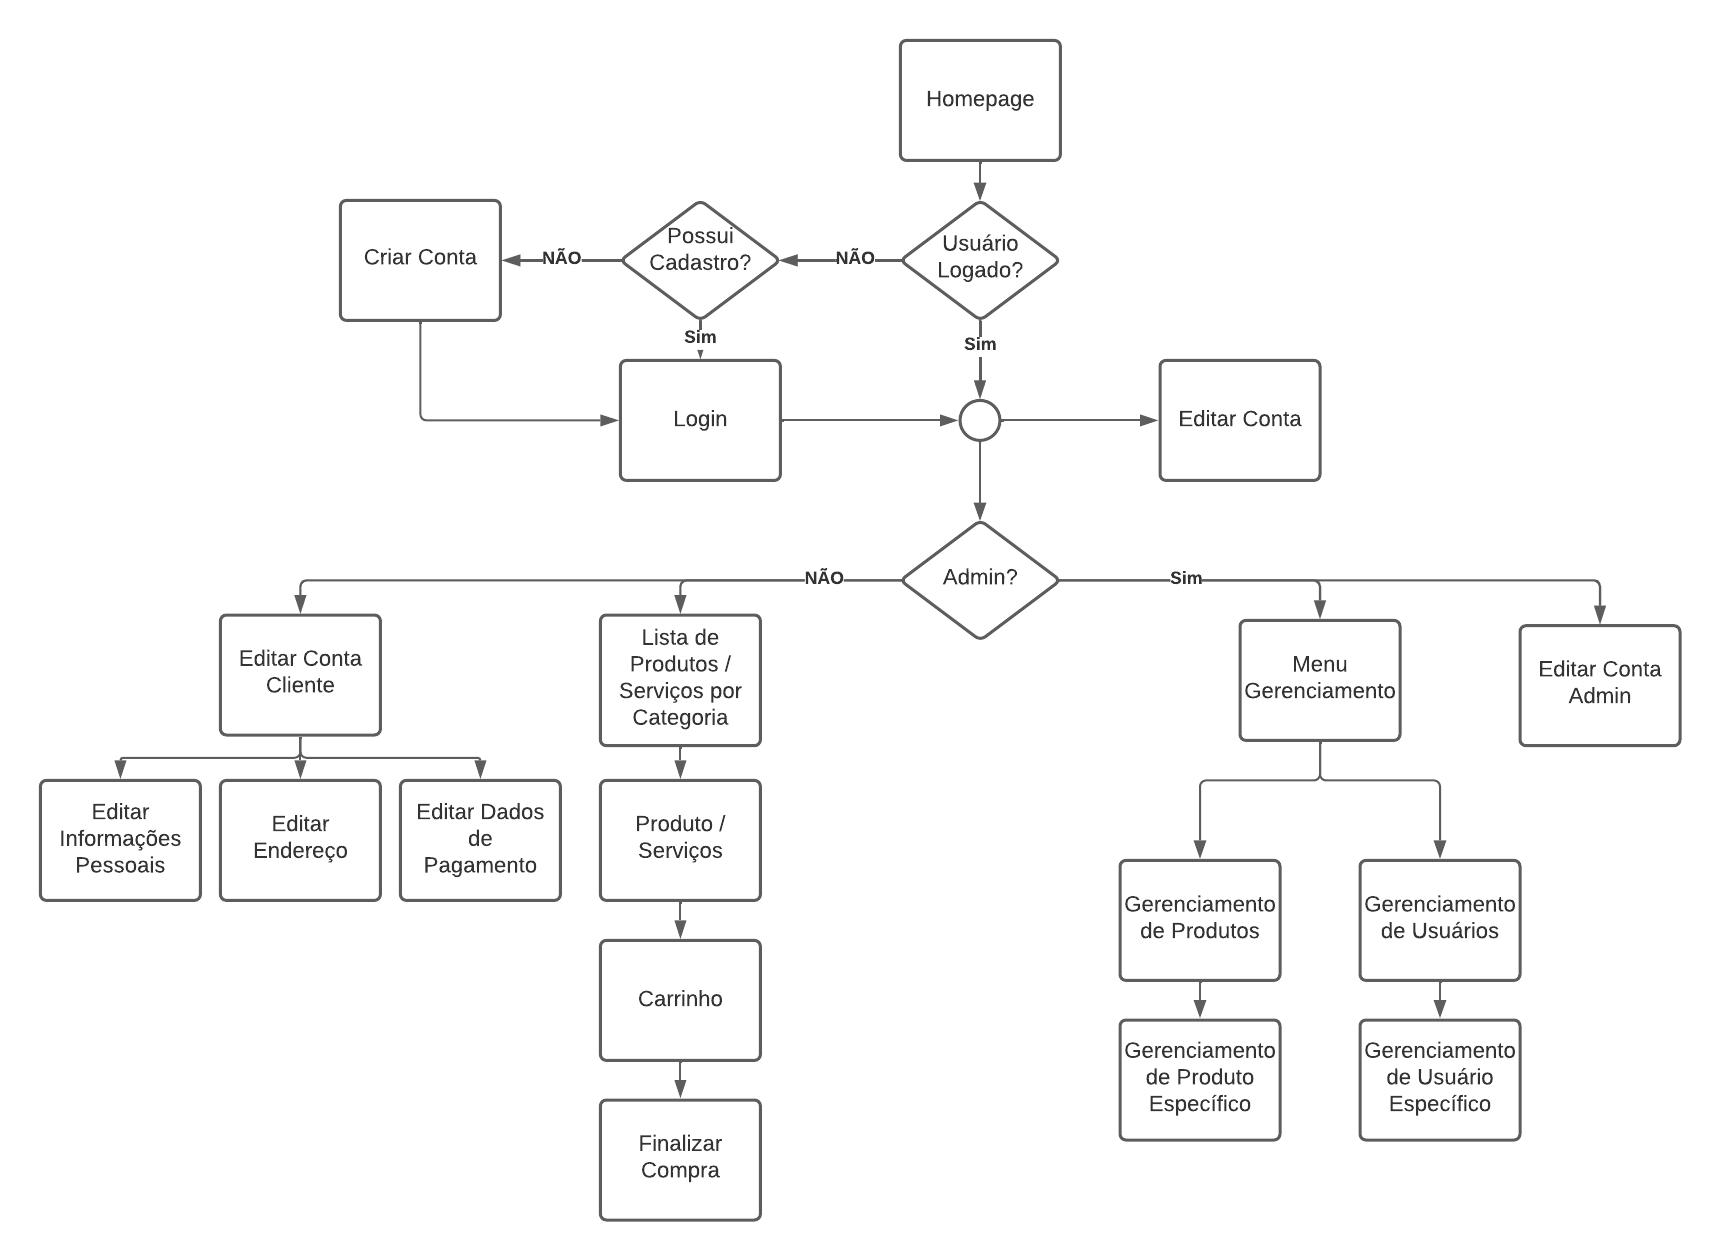 Homepage
Criar Conta
NÃO
Possui
Cadastro?
NÃO
Usuário
Logado?
Sim
Sim
Login
Editar Conta
Admin?
NÃO
Sim
Editar Conta
Cliente
Lista de
Produtos /
Serviços por
Categoria
Menu
Gerenciamento
Editar Conta
Admin
Editar
Informações
Pessoais
Editar
Endereço
Editar Dados
de
Pagamento
Produto /
Serviços
Gerenciamento
de Produtos
Gerenciamento
de Usuários
Carrinho
Gerenciamento
de Produto
Específico
Gerenciamento
de Usuário
Específico
Finalizar
Compra